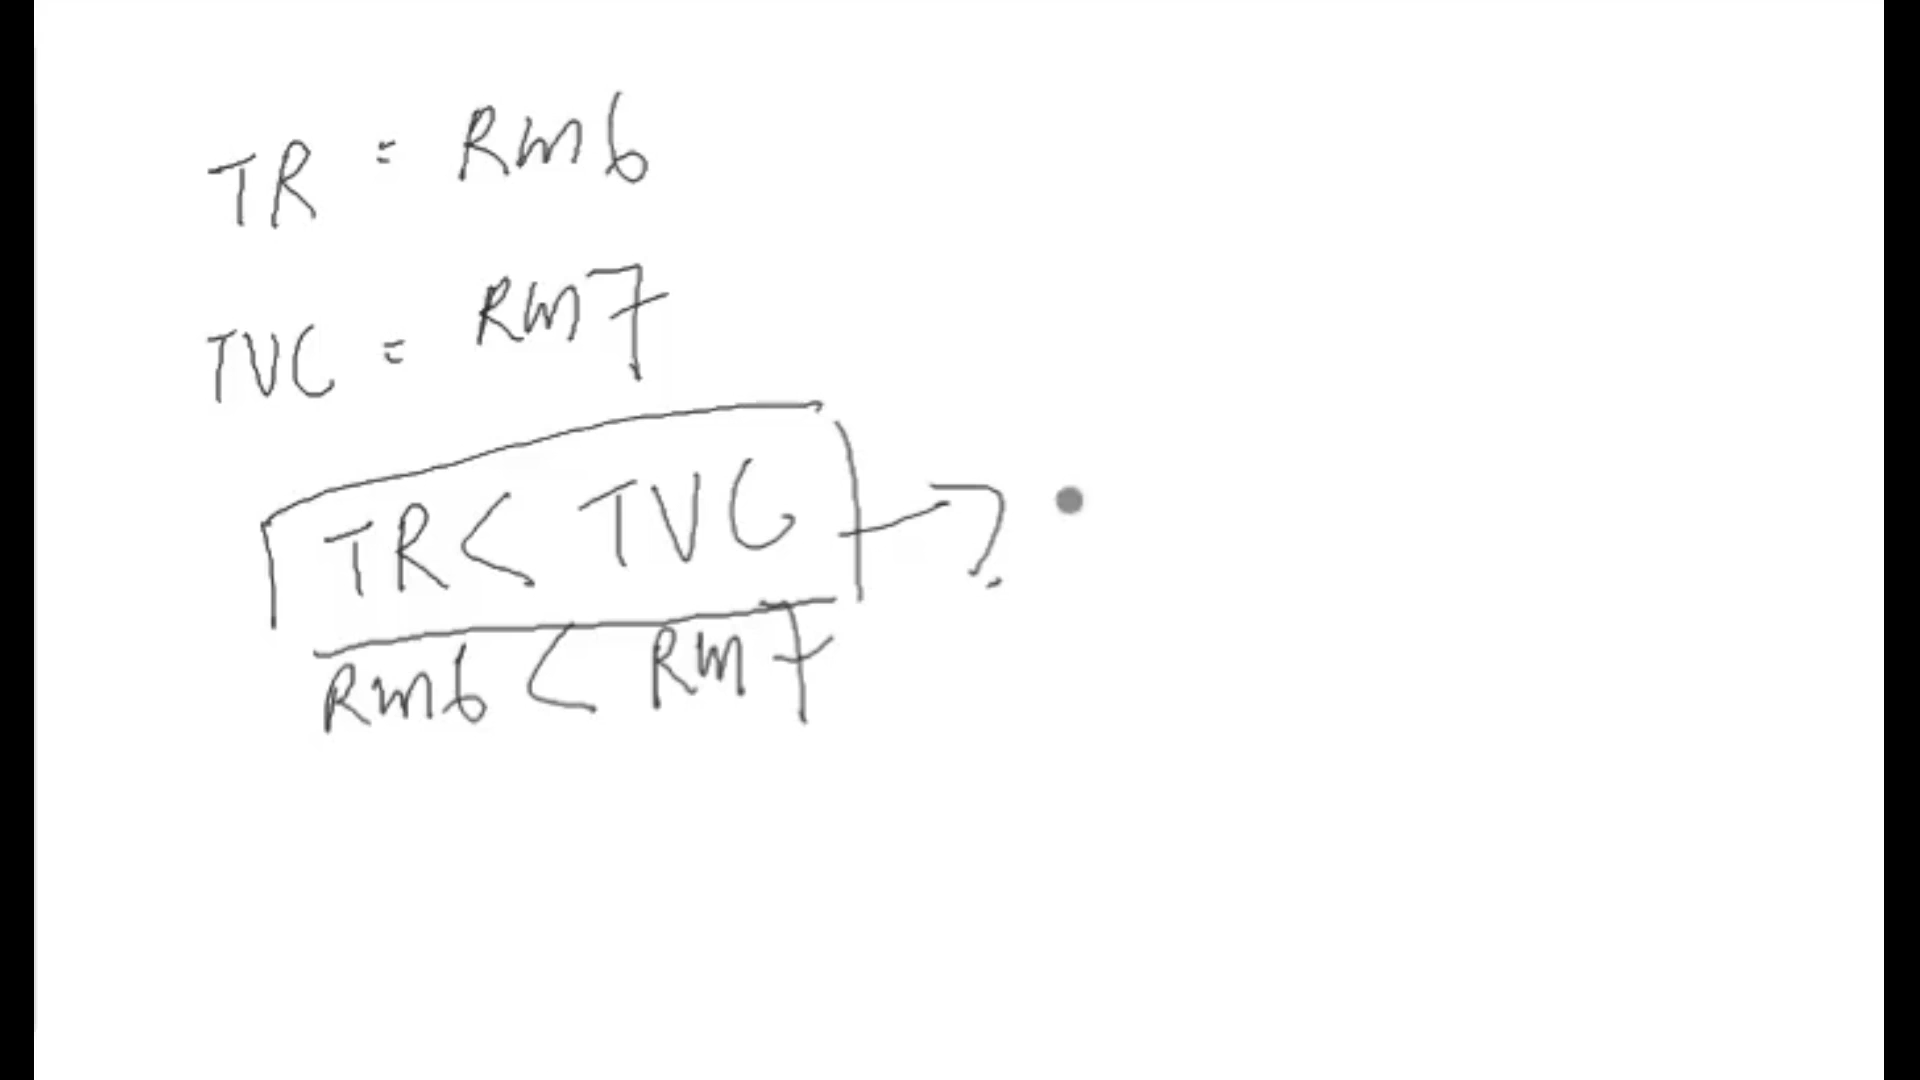 TR = Rm6
TVC = Rm7
TR < TVC → ?
Rm6 < Rm7